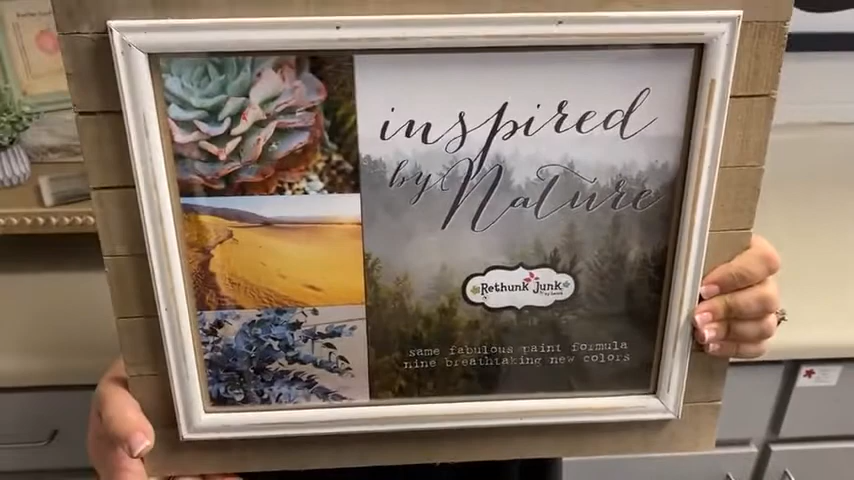 inspired
by Nature
Rethunk Junk
same fabulous paint formula
nine breathtaking new colors